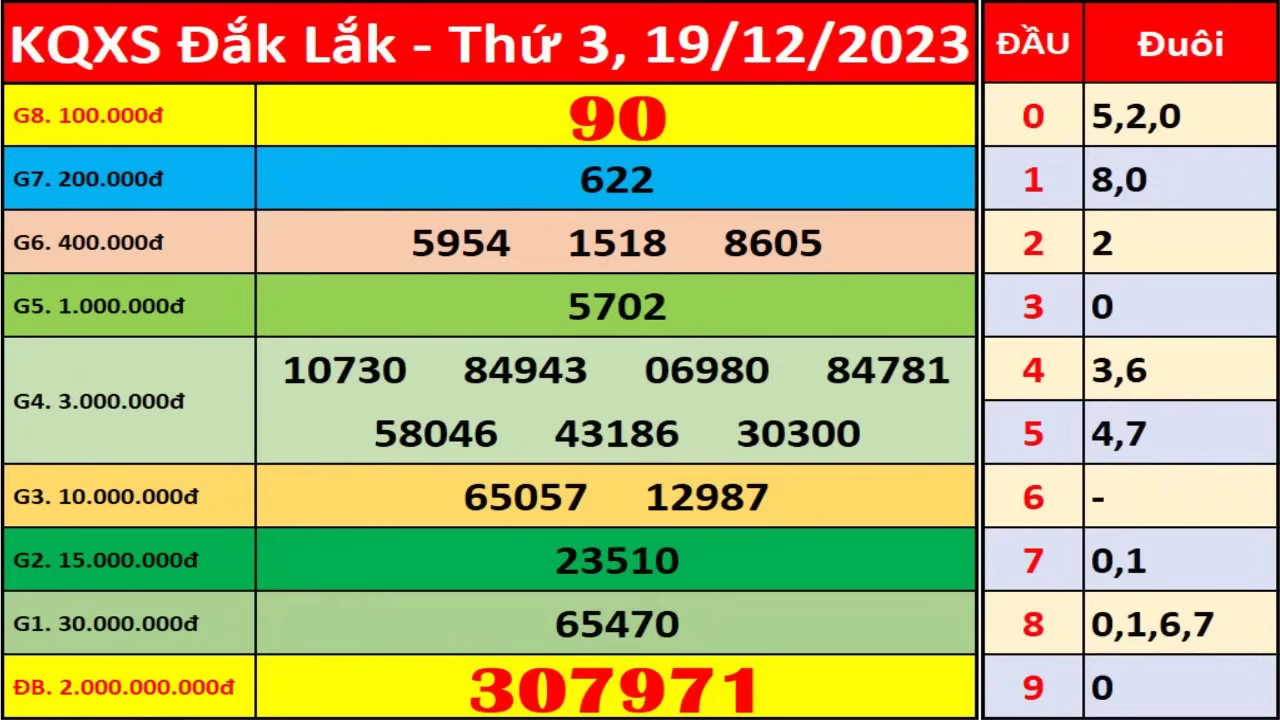 KQXS Đắk Lắk - Thứ 3, 19/12/2023
G8. 100.000đ 90
G7. 200.000đ 622
G6. 400.000đ 5954 1518 8605
G5. 1.000.000đ 5702
G4. 3.000.000đ 10730 84943 06980 84781
58046 43186 30300
G3. 10.000.000đ 65057 12987
G2. 15.000.000đ 23510
G1. 30.000.000đ 65470
ĐB. 2.000.000.000đ 307971
ĐẦU Đuôi
0 5,2,0
1 8,0
2 2
3 0
4 3,6
5 4,7
6 -
7 0,1
8 0,1,6,7
9 0